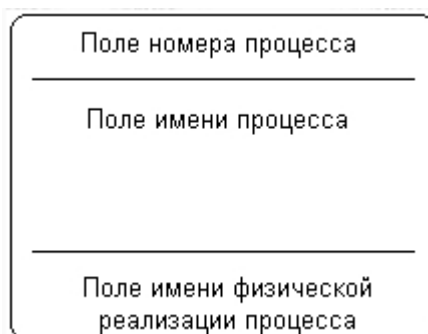 Поле номера процесса
Поле имени процесса
Поле имени физической
реализации процесса